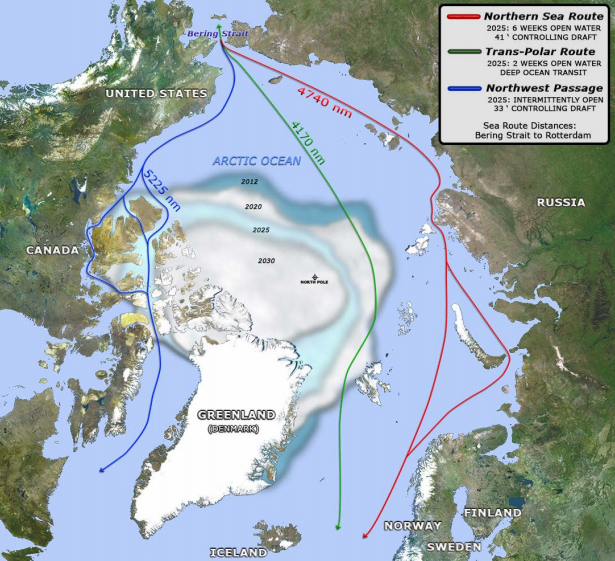 Northern Sea Route
2025: 6 WEEKS OPEN WATER
41' CONTROLLING DRAFT
Trans-Polar Route
2025: 2 WEEKS OPEN WATER
DEEP OCEAN TRANSIT
Northwest Passage
2025: INTERMITTENTLY OPEN
33' CONTROLLING DRAFT
Sea Route Distances:
Bering Strait to Rotterdam
Bering Strait
UNITED STATES
4740 nm
4170 nm
ARCTIC OCEAN
5225 nm
2012
2020
2025
2030
RUSSIA
CANADA
NORTH POLE
GREENLAND
(DENMARK)
FINLAND
NORWAY
SWEDEN
ICELAND